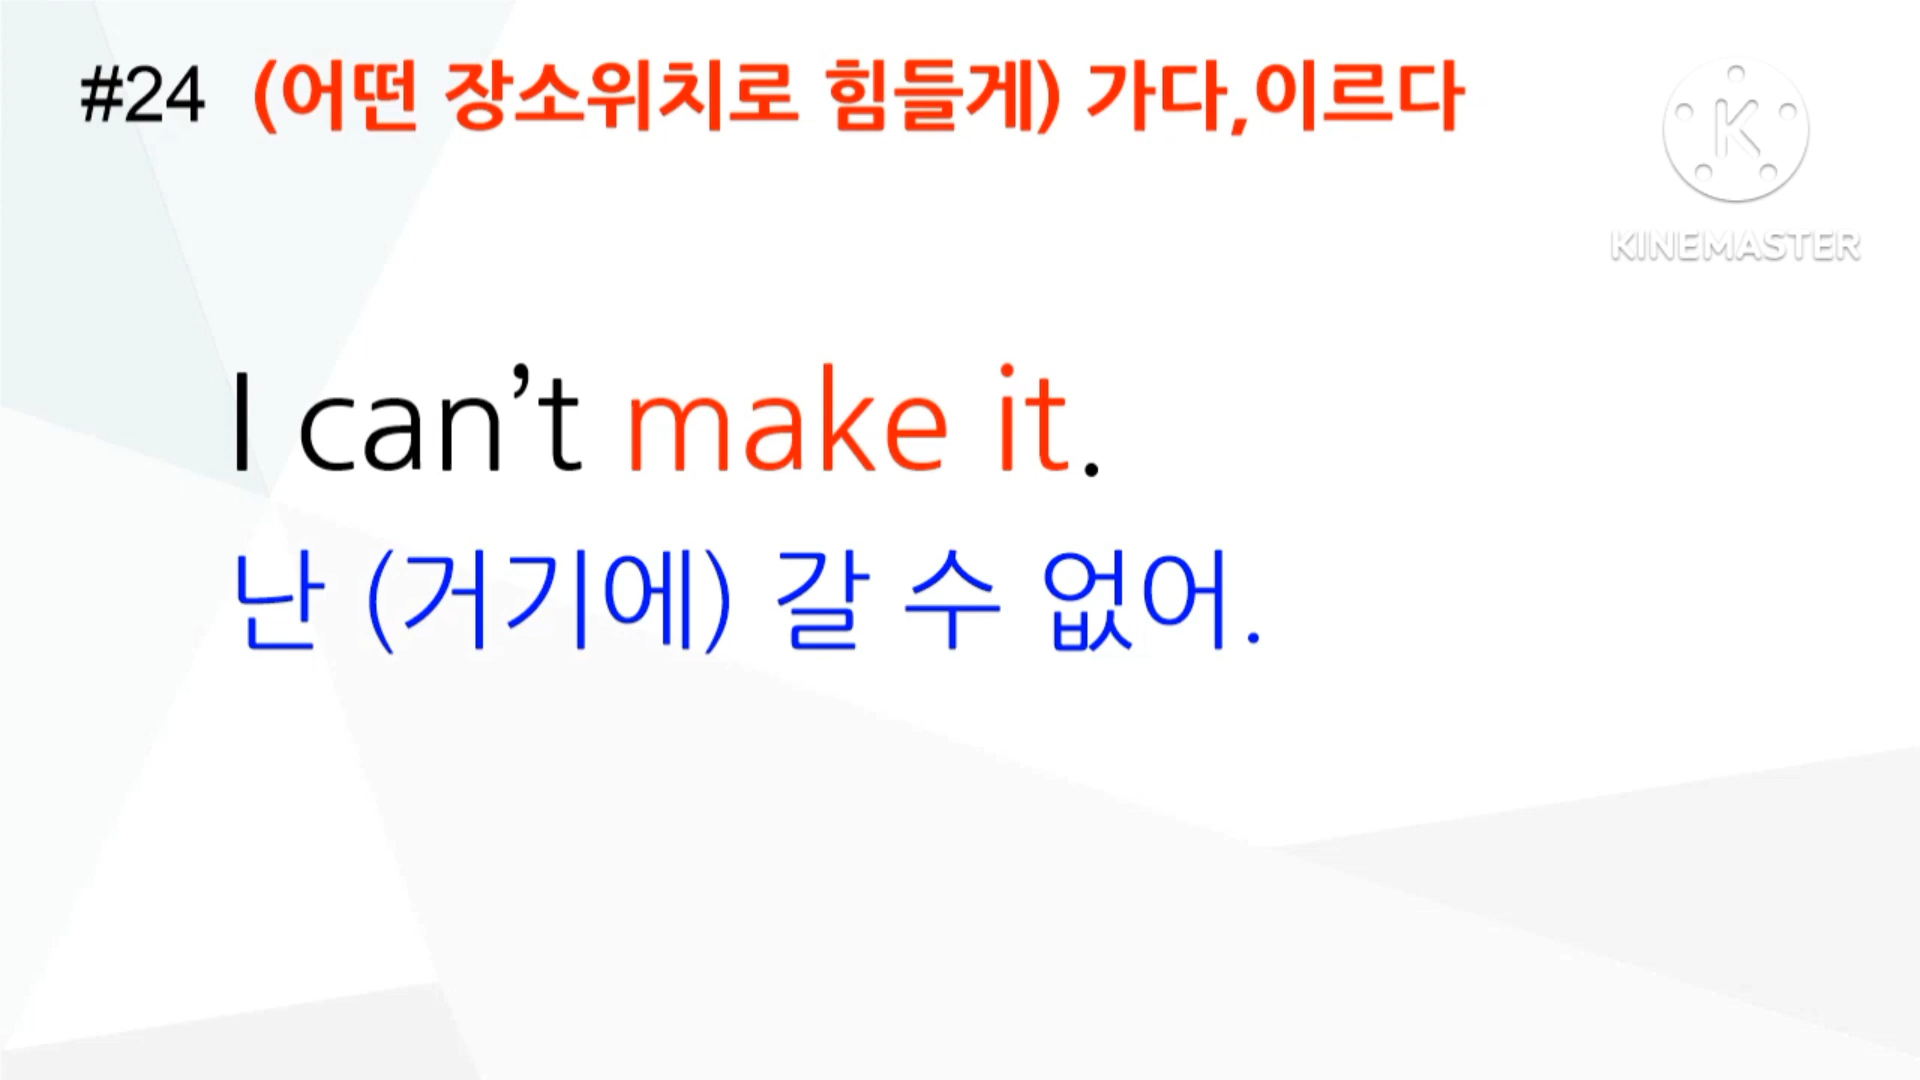 #24 (어떤 장소위치로 힘들게) 가다,이르다
K
KINEMASTER
I can’t make it.
난 (거기에) 갈 수 없어.